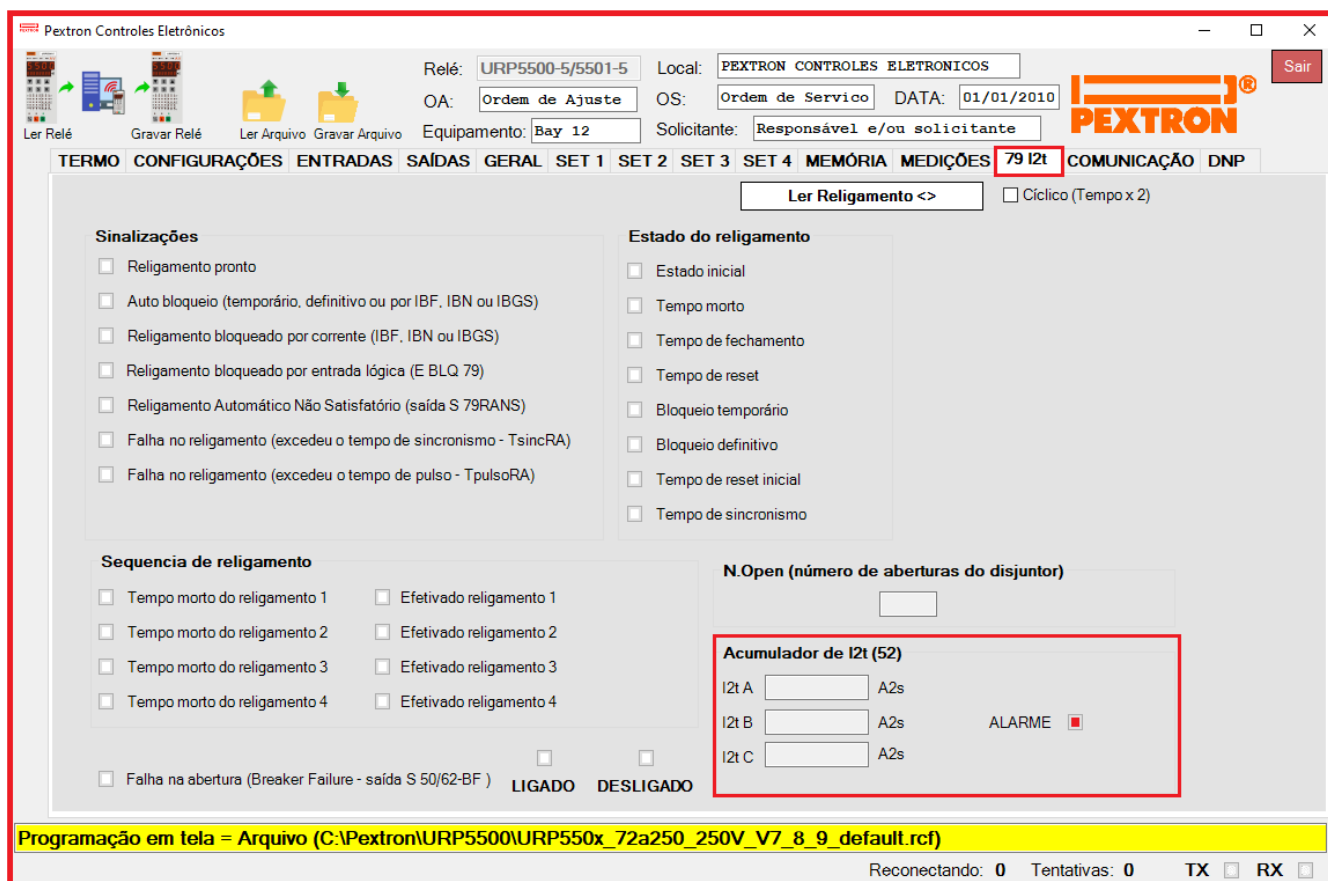 Pextron Controles Eletrônicos
Relé: URP5500-5/5501-5 Local: PEXTRON CONTROLES ELETRONICOS Sair
OA: Ordem de Ajuste OS: Ordem de Servico DATA: 01/01/2010
Equipamento: Bay 12 Solicitante: Responsável e/ou solicitante
PEXTRON®
Ler Relé Gravar Relé Ler Arquivo Gravar Arquivo
TERMO CONFIGURAÇÕES ENTRADAS SAÍDAS GERAL SET 1 SET 2 SET 3 SET 4 MEMÓRIA MEDIÇÕES 79 I2t COMUNICAÇÃO DNP
Ler Religamento <> Cíclico (Tempo x 2)
Sinalizações
Religamento pronto
Auto bloqueio (temporário, definitivo ou por IBF, IBN ou IBGS)
Religamento bloqueado por corrente (IBF, IBN ou IBGS)
Religamento bloqueado por entrada lógica (E BLQ 79)
Religamento Automático Não Satisfatório (saída S 79RANS)
Falha no religamento (excedeu o tempo de sincronismo - TsincRA)
Falha no religamento (excedeu o tempo de pulso - TpulsoRA)
Estado do religamento
Estado inicial
Tempo morto
Tempo de fechamento
Tempo de reset
Bloqueio temporário
Bloqueio definitivo
Tempo de reset inicial
Tempo de sincronismo
Sequencia de religamento
Tempo morto do religamento 1 Efetivado religamento 1
Tempo morto do religamento 2 Efetivado religamento 2
Tempo morto do religamento 3 Efetivado religamento 3
Tempo morto do religamento 4 Efetivado religamento 4
Falha na abertura (Breaker Failure - saída S 50/62-BF ) LIGADO DESLIGADO
N.Open (número de aberturas do disjuntor)
Acumulador de I2t (52)
I2t A A2s
I2t B A2s ALARME
I2t C A2s
Programação em tela = Arquivo (C:\Pextron\URP5500\URP550x_72a250_250V_V7_8_9_default.rcf)
Reconectando: 0 Tentativas: 0 TX RX